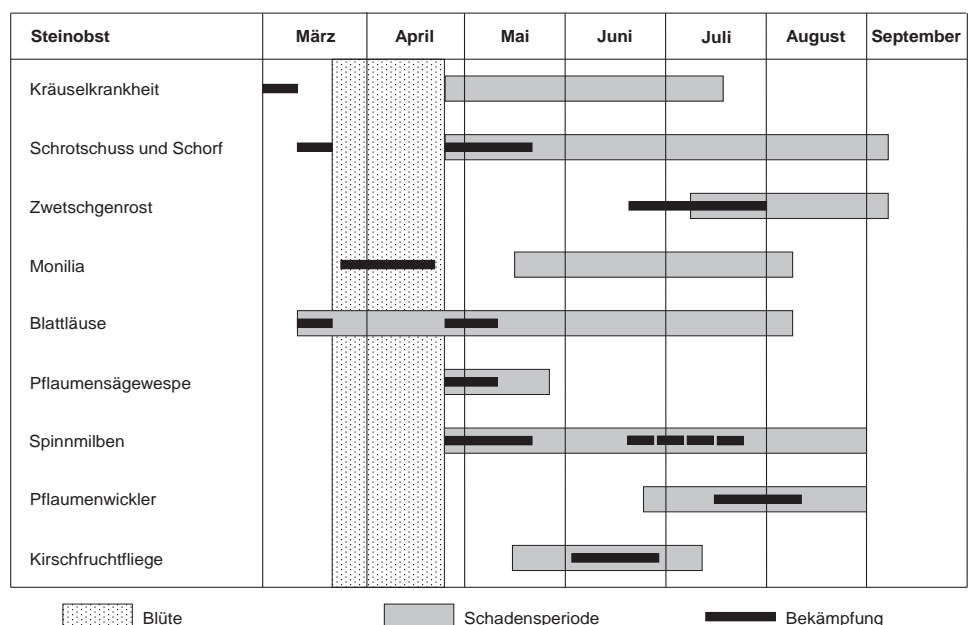 Steinobst März April Mai Juni Juli August September
Kräuselkrankheit
Schrotschuss und Schorf
Zwetschgenrost
Monilia
Blattläuse
Pflaumensägewespe
Spinnmilben
Pflaumenwickler
Kirschfruchtfliege
Blüte Schadensperiode Bekämpfung